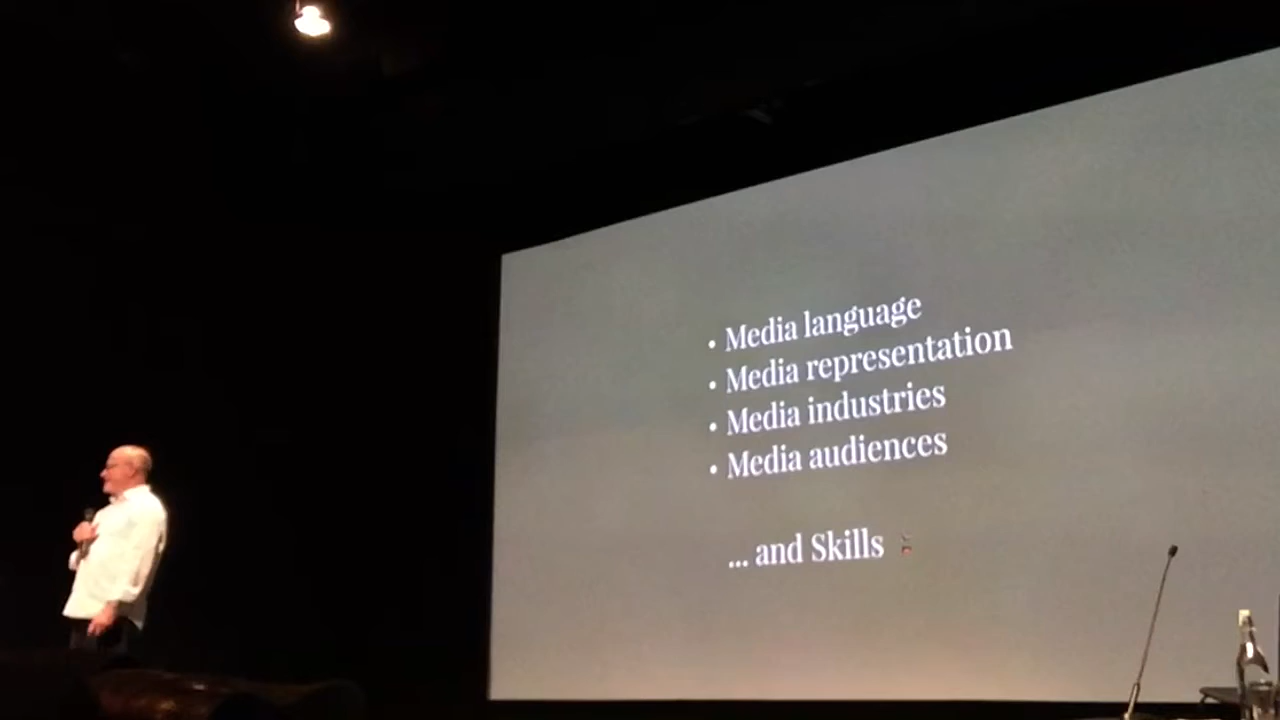 • Media language
• Media representation
• Media industries
• Media audiences
... and Skills